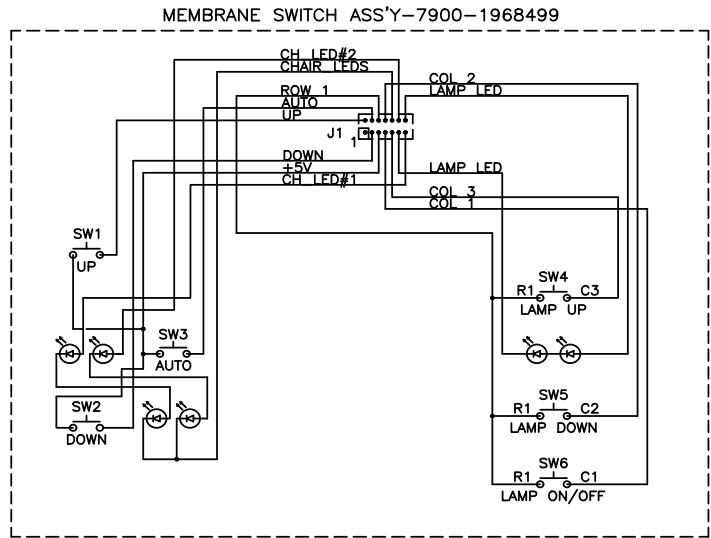 MEMBRANE SWITCH ASS'Y-7900-1968499
CH LED#2
CHAIR LEDS
COL 2
ROW 1
LAMP LED
AUTO
UP
J1
1
DOWN
+5V
LAMP LED
CH LED#1
COL 3
COL 1
SW1
UP
SW4
R1 C3
LAMP UP
SW3
AUTO
SW5
R1 C2
LAMP DOWN
SW2
DOWN
SW6
R1 C1
LAMP ON/OFF